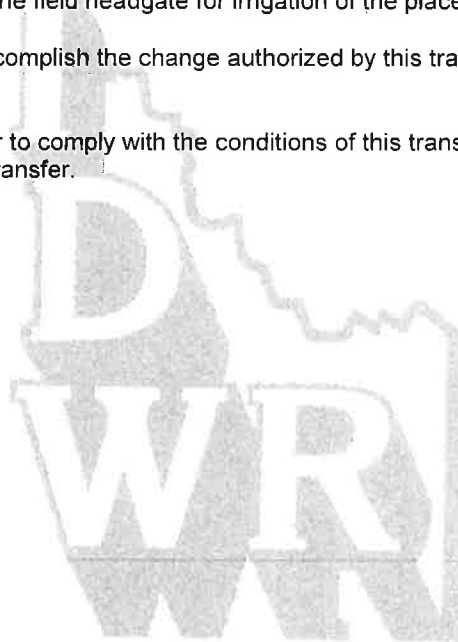 he field headgate for irrigation of the place
complish the change authorized by this tra
r to comply with the conditions of this trans
ransfer.
I
D
WR